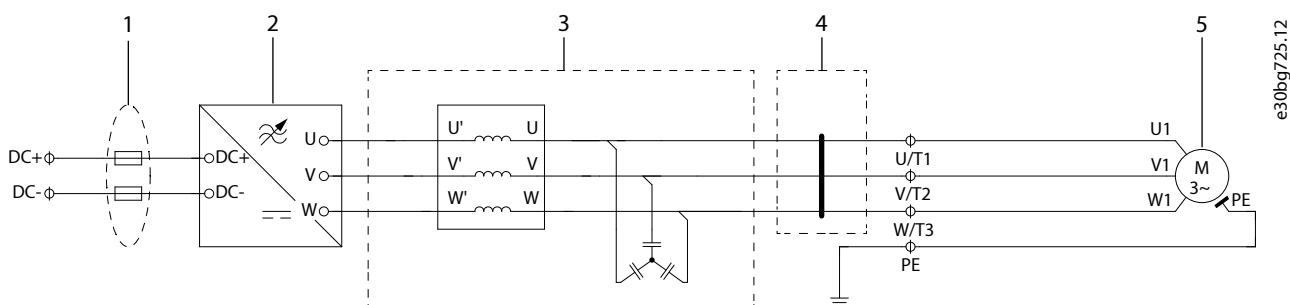 1 2 3 4 5
e30bg725.12
U' U U1
U
DC+ DC+ V' V U/T1 V1 M
V 3~
DC- DC- W' W V/T2 W1 PE
W
W/T3
PE